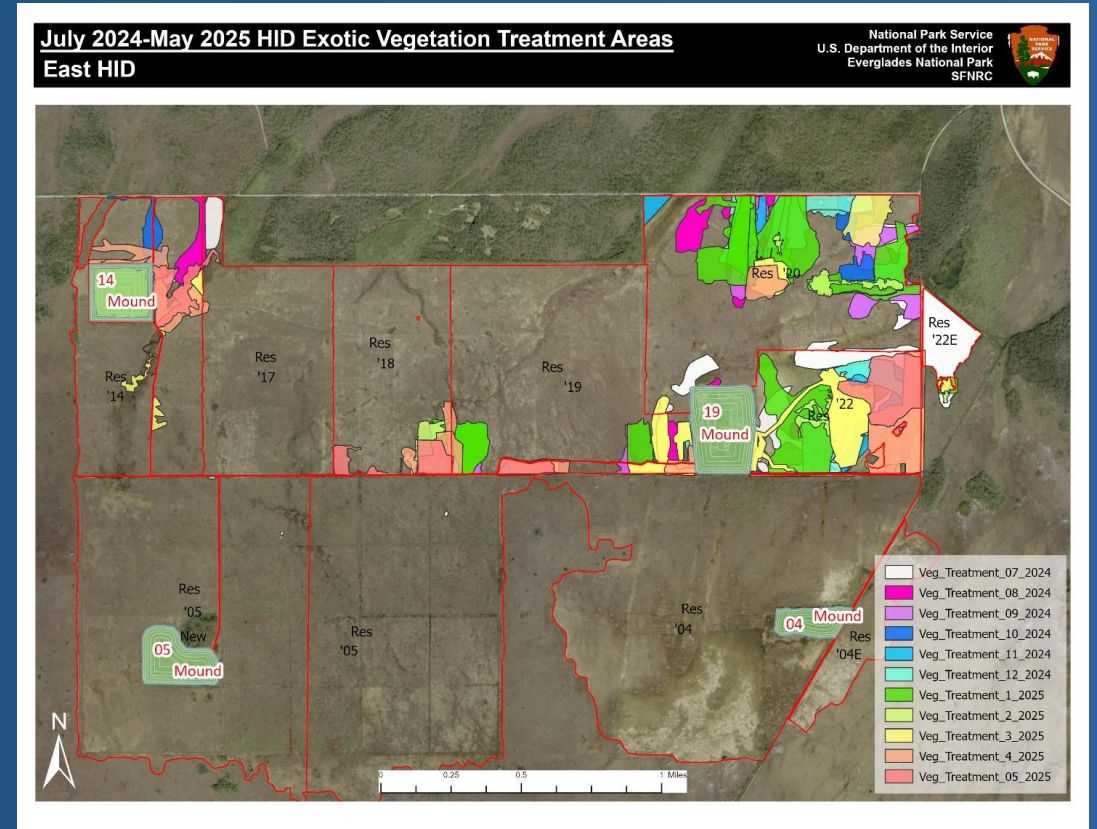 July 2024-May 2025 HID Exotic Vegetation Treatment Areas
East HID
National Park Service
U.S. Department of the Interior
Everglades National Park
SFNRC
NATIONAL
PARK
SERVICE
14
Mound
Res
'14
Res
'17
Res
'18
Res
'19
Res '20
Res
'22E
19
Mound
Res '22
Res
'05
New
05
Mound
Res
'05
Res
'04
04
Mound
Res
'04E
N
0 0.25 0.5 1 Miles
Veg_Treatment_07_2024
Veg_Treatment_08_2024
Veg_Treatment_09_2024
Veg_Treatment_10_2024
Veg_Treatment_11_2024
Veg_Treatment_12_2024
Veg_Treatment_1_2025
Veg_Treatment_2_2025
Veg_Treatment_3_2025
Veg_Treatment_4_2025
Veg_Treatment_05_2025